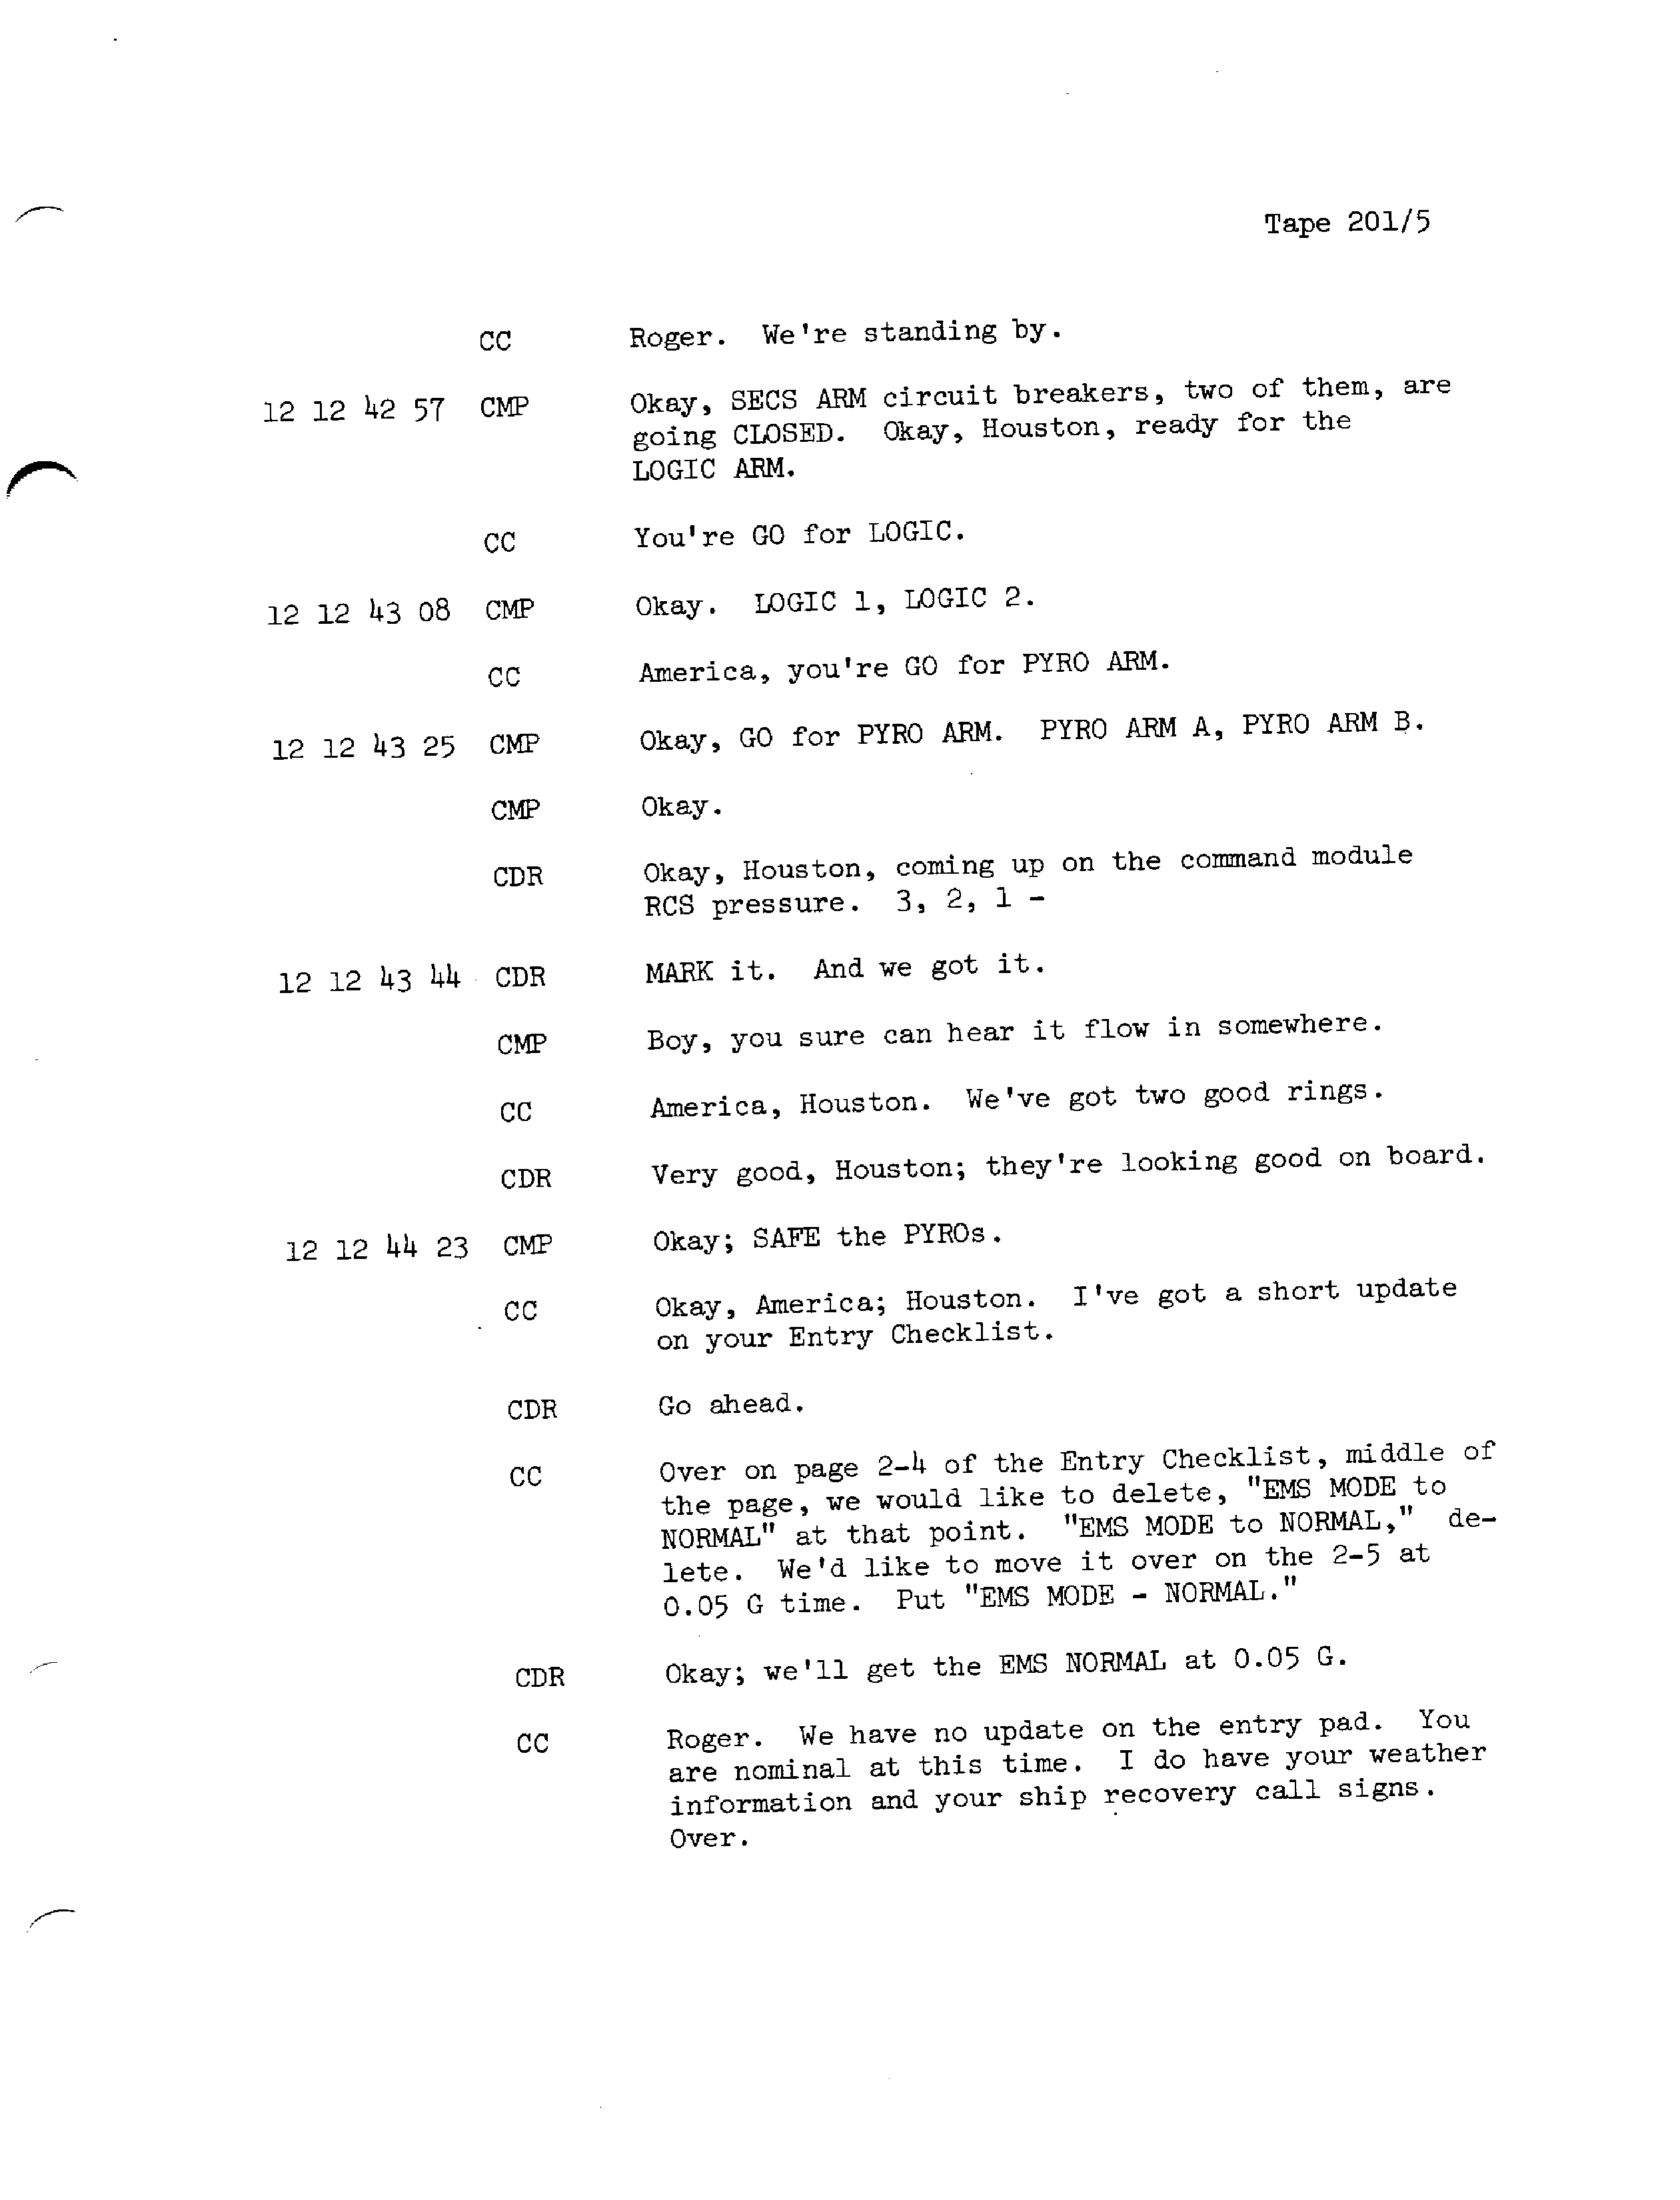 Tape 201/5
CC Roger. We're standing by.
12 12 42 57 CMP Okay, SECS ARM circuit breakers, two of them, are
going CLOSED. Okay, Houston, ready for the
LOGIC ARM.
CC You're GO for LOGIC.
12 12 43 08 CMP Okay. LOGIC 1, LOGIC 2.
CC America, you're GO for PYRO ARM.
12 12 43 25 CMP Okay, GO for PYRO ARM. PYRO ARM A, PYRO ARM B.
CMP Okay.
CDR Okay, Houston, coming up on the command module
RCS pressure. 3, 2, 1 -
12 12 43 44 CDR MARK it. And we got it.
CMP Boy, you sure can hear it flow in somewhere.
CC America, Houston. We've got two good rings.
CDR Very good, Houston; they're looking good on board.
12 12 44 23 CMP Okay; SAFE the PYROs.
CC Okay, America; Houston. I've got a short update
on your Entry Checklist.
CDR Go ahead.
CC Over on page 2-4 of the Entry Checklist, middle of
the page, we would like to delete, "EMS MODE to
NORMAL" at that point. "EMS MODE to NORMAL," de-
lete. We'd like to move it over on the 2-5 at
0.05 G time. Put "EMS MODE - NORMAL."
CDR Okay; we'll get the EMS NORMAL at 0.05 G.
CC Roger. We have no update on the entry pad. You
are nominal at this time. I do have your weather
information and your ship recovery call signs.
Over.